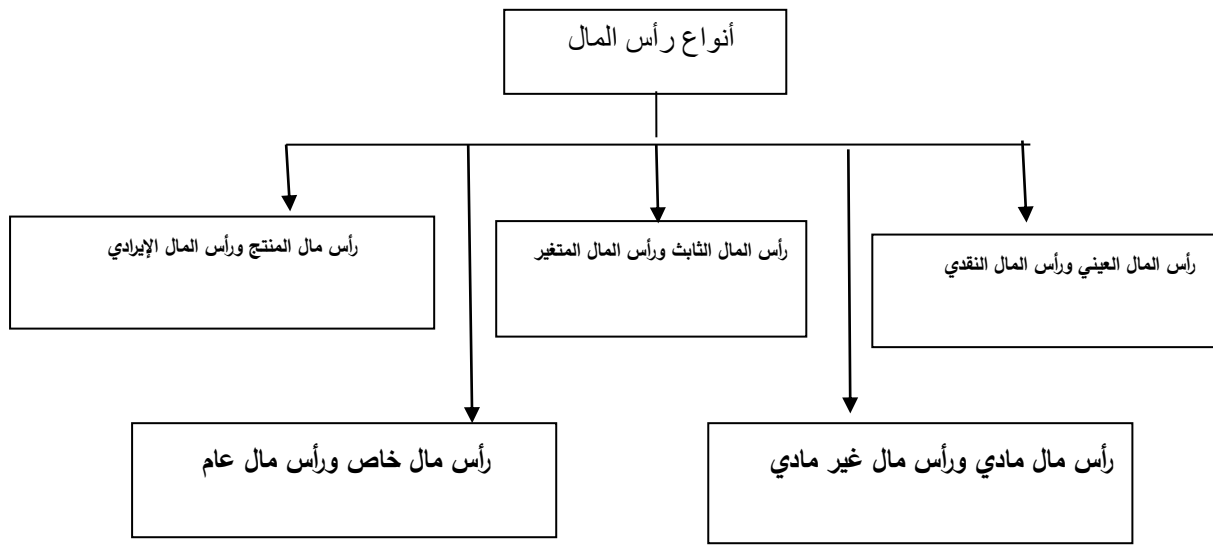 أنواع رأس المال
رأس المال العيني ورأس المال النقدي
رأس المال الثابث ورأس المال المتغير
رأس مال المنتج ورأس المال الإيرادي
رأس مال مادي ورأس مال غير مادي
رأس مال خاص ورأس مال عام